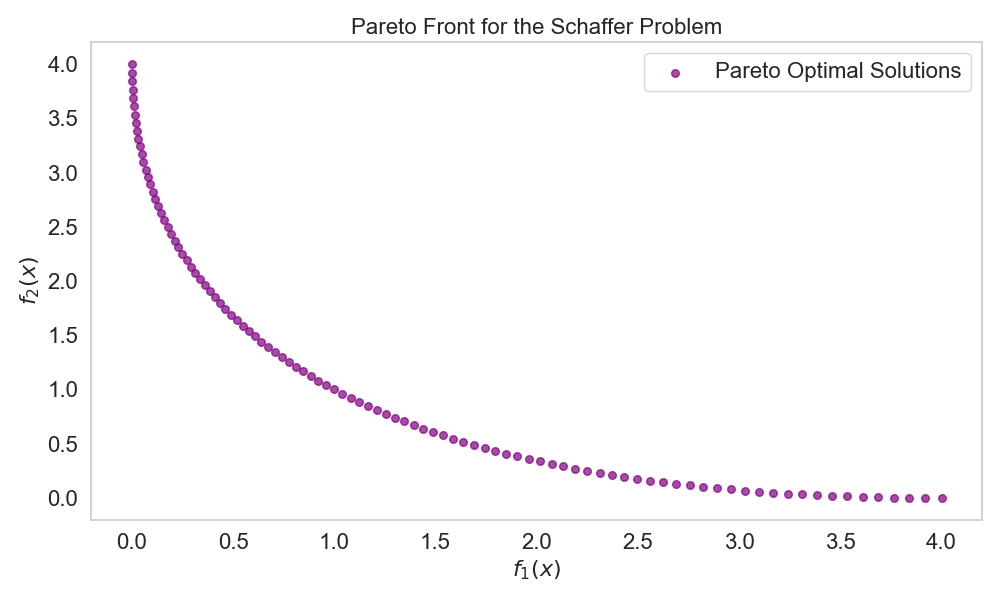 Pareto Front for the Schaffer Problem
Pareto Optimal Solutions
f₂(x)
4.0
3.5
3.0
2.5
2.0
1.5
1.0
0.5
0.0
0.0 0.5 1.0 1.5 2.0 2.5 3.0 3.5 4.0
f₁(x)